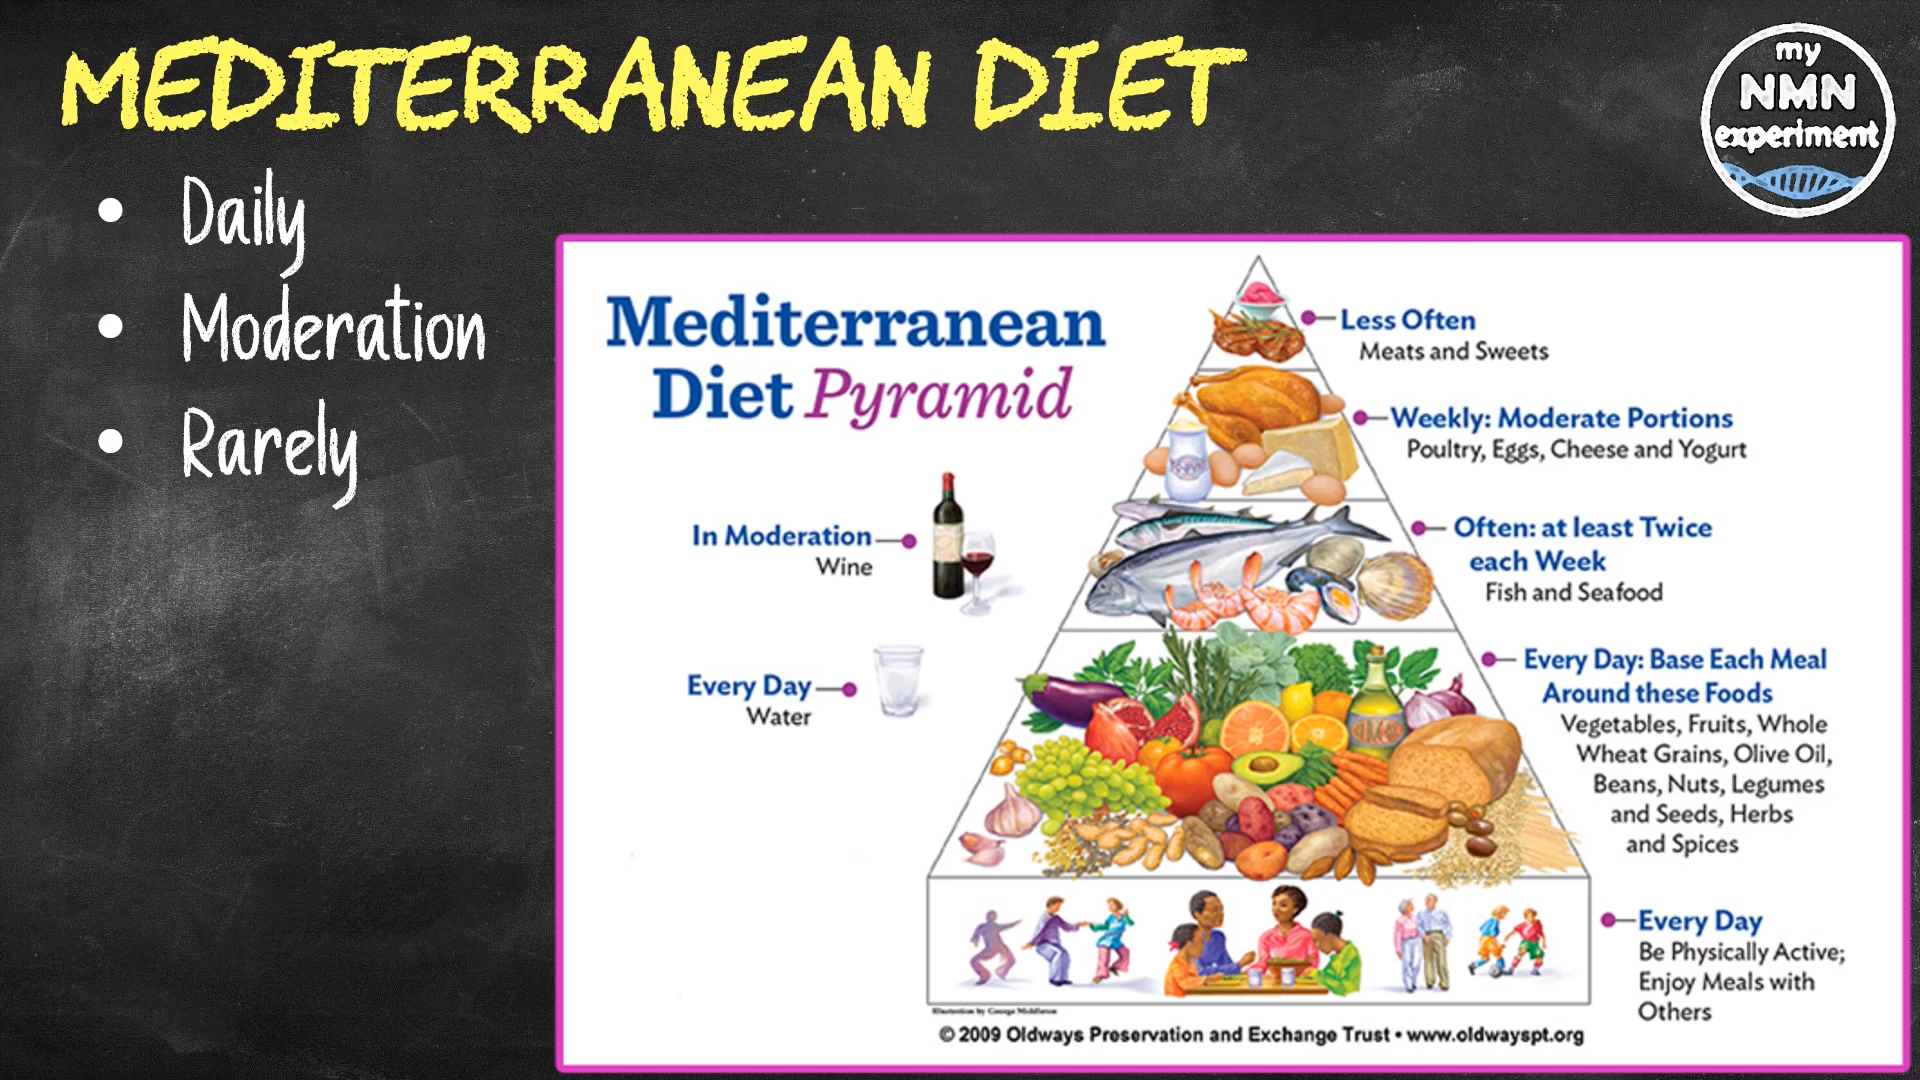 MEDITERRANEAN DIET
my
NMN
experiment
• Daily
• Moderation
• Rarely
Mediterranean
Diet Pyramid
Less Often
Meats and Sweets
Weekly: Moderate Portions
Poultry, Eggs, Cheese and Yogurt
In Moderation
Wine
Often: at least Twice
each Week
Fish and Seafood
Every Day
Water
Every Day: Base Each Meal
Around these Foods
Vegetables, Fruits, Whole
Wheat Grains, Olive Oil,
Beans, Nuts, Legumes
and Seeds, Herbs
and Spices
Every Day
Be Physically Active;
Enjoy Meals with
Others
Illustration by George Middleton
© 2009 Oldways Preservation and Exchange Trust • www.oldwayspt.org